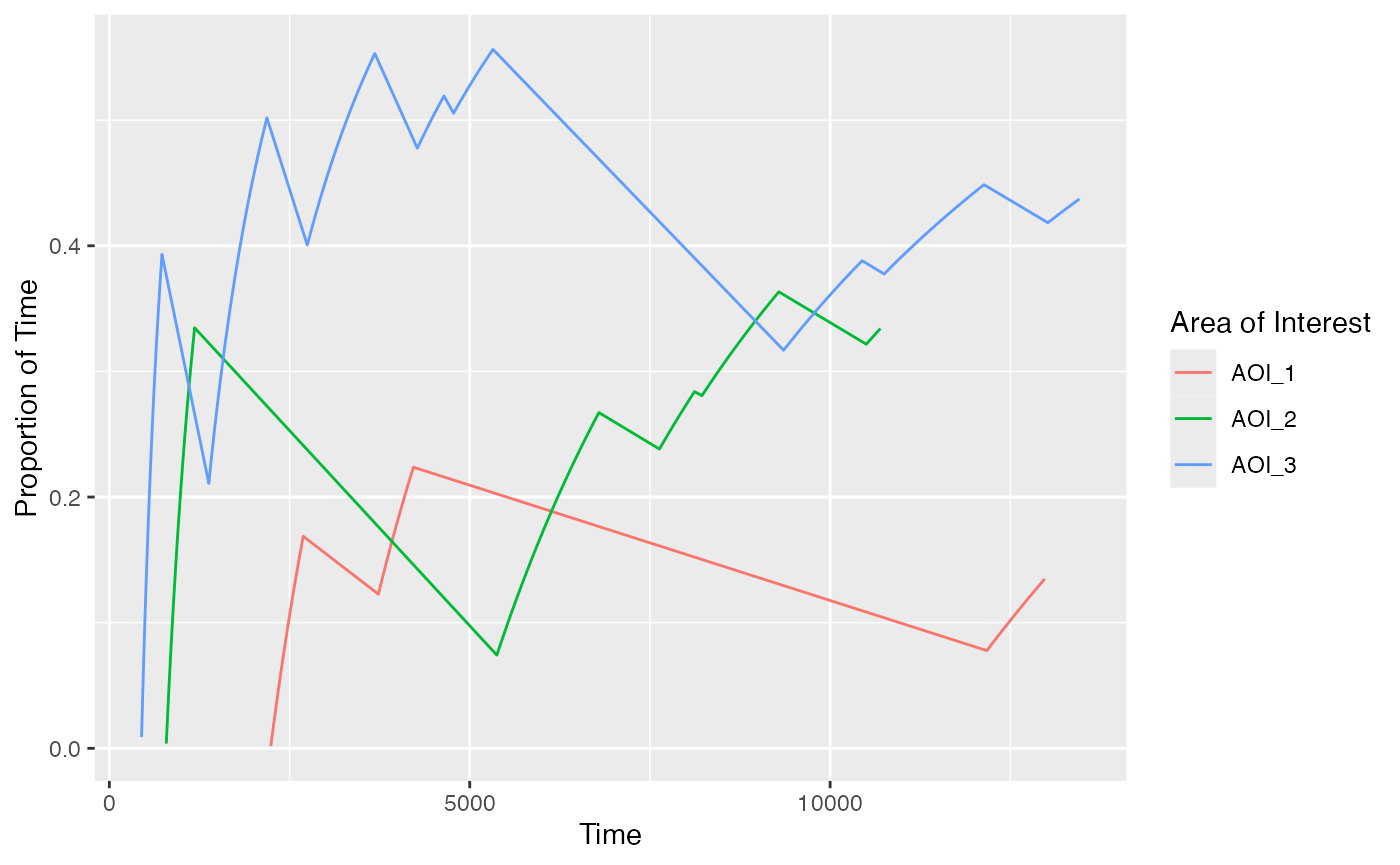 Proportion of Time
0.4
0.2
0.0
0
5000
10000
Time
Area of Interest
AOI_1
AOI_2
AOI_3